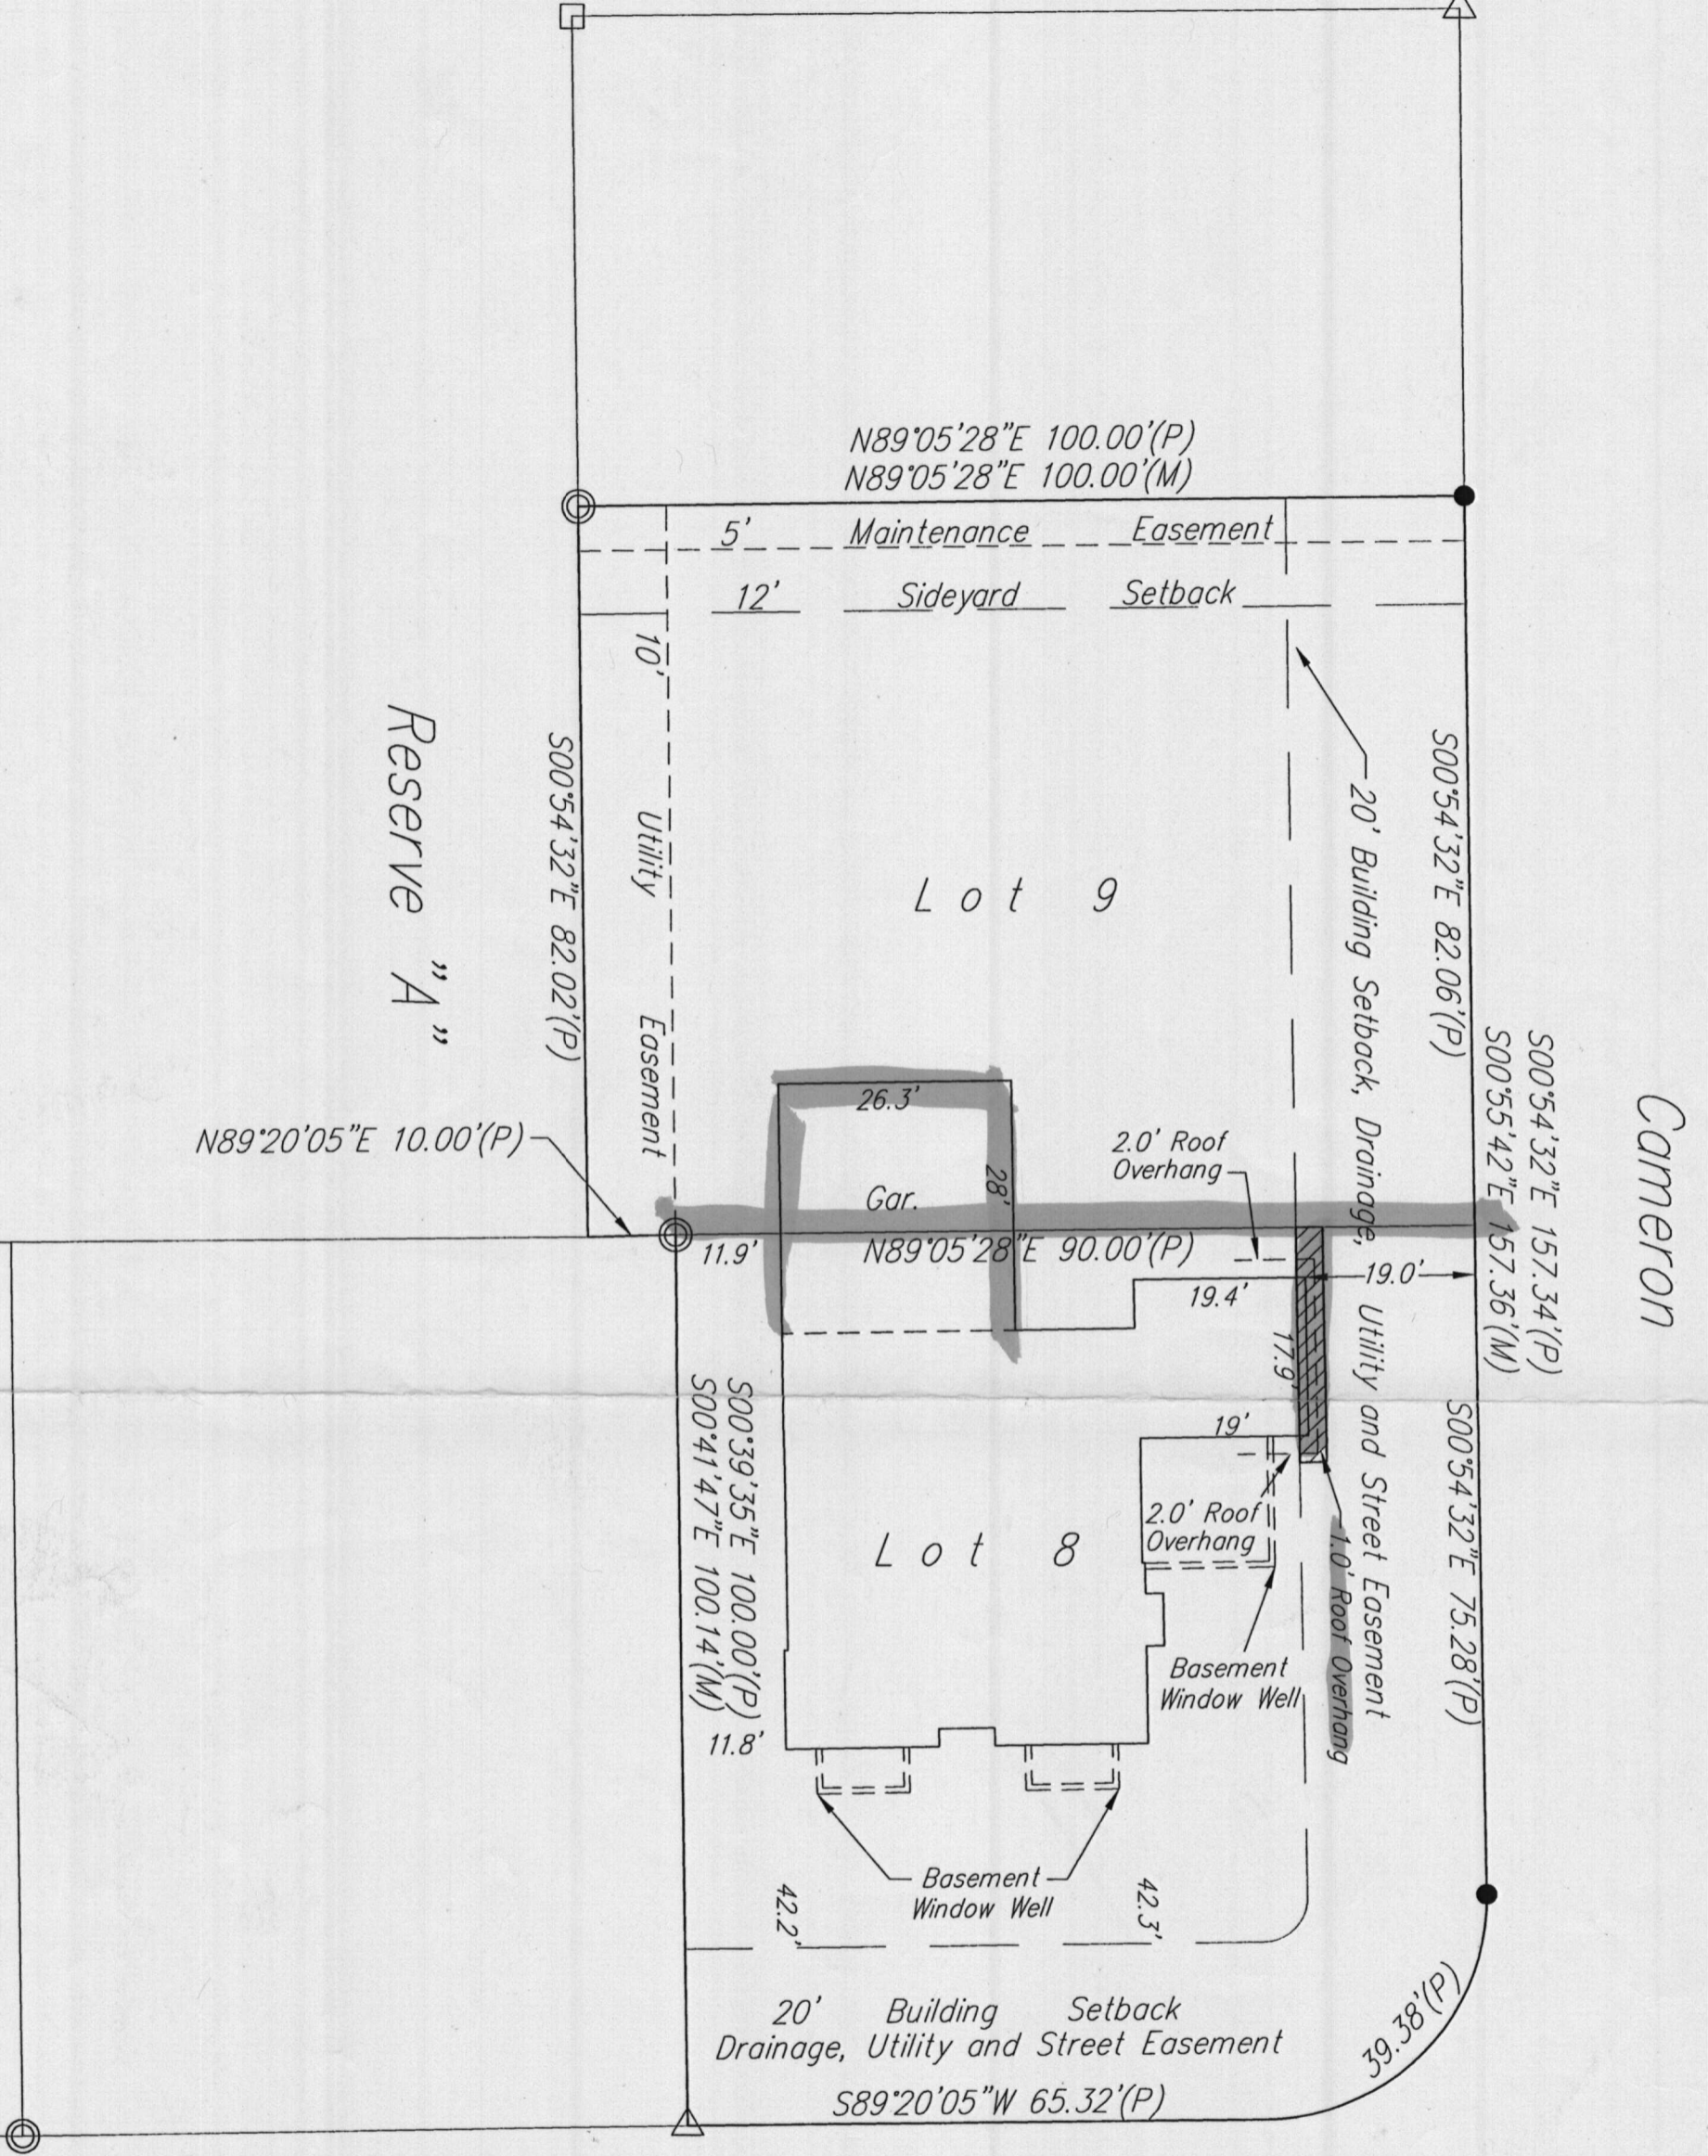 N89°05'28"E 100.00'(P)
N89°05'28"E 100.00'(M)
5' Maintenance Easement
12' Sideyard Setback
10' Utility Easement
Reserve "A"
S00°54'32"E 82.02'(P)
Lot 9
20' Building Setback, Drainage, Utility and Street Easement
S00°54'32"E 82.06'(P)
S00°54'32"E 157.34'(P)
S00°55'42"E 157.36'(M)
Cameron
N89°20'05"E 10.00'(P)
26.3'
28'
Gar.
2.0' Roof
Overhang
11.9'
N89°05'28"E 90.00'(P)
19.0'
19.4'
17.9'
19'
S00°39'35"E 100.00'(P)
S00°41'47"E 100.14'(M)
Lot 8
2.0' Roof
Overhang
1.0' Roof Overhang
S00°54'32"E 75.28'(P)
Basement
Window Well
11.8'
Basement
Window Well
42.2'
42.3'
20' Building Setback
Drainage, Utility and Street Easement
39.38'(P)
S89°20'05"W 65.32'(P)